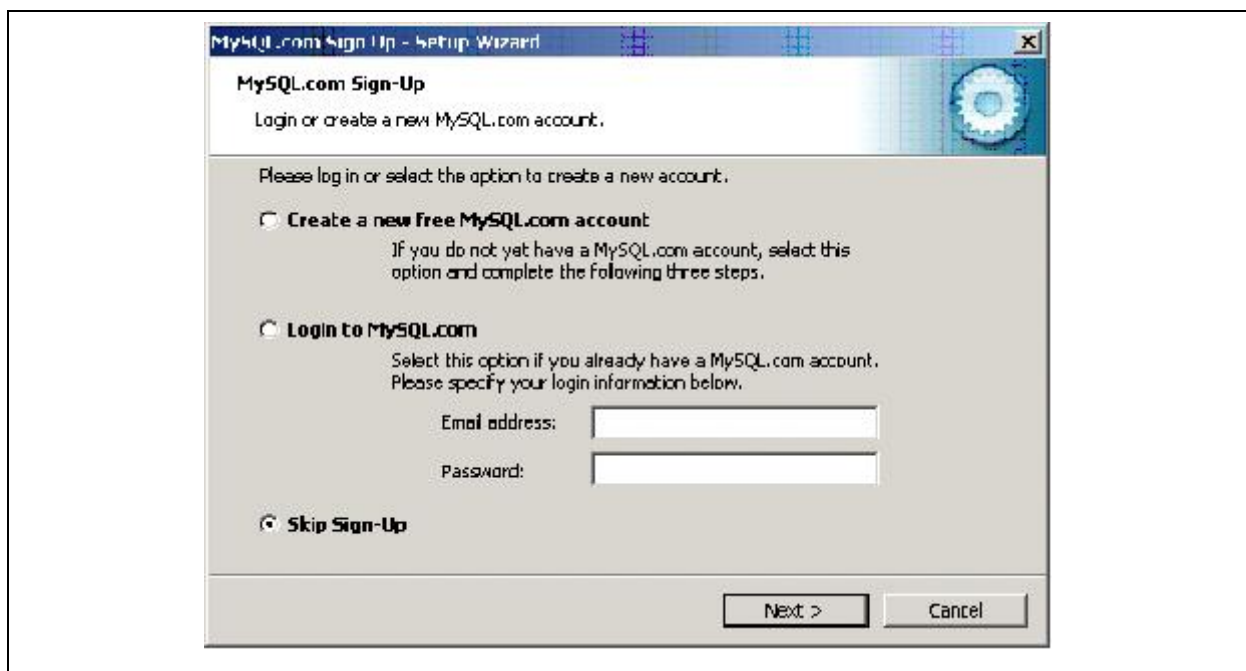 MySQL.com Sign Up - Setup Wizard
MySQL.com Sign-Up
Login or create a new MySQL.com account.
Please log in or select the option to create a new account.
Create a new free MySQL.com account
If you do not yet have a MySQL.com account, select this
option and complete the following three steps.
Login to MySQL.com
Select this option if you already have a MySQL.com account.
Please specify your login information below.
Email address:
Password:
Skip Sign-Up
Next >
Cancel